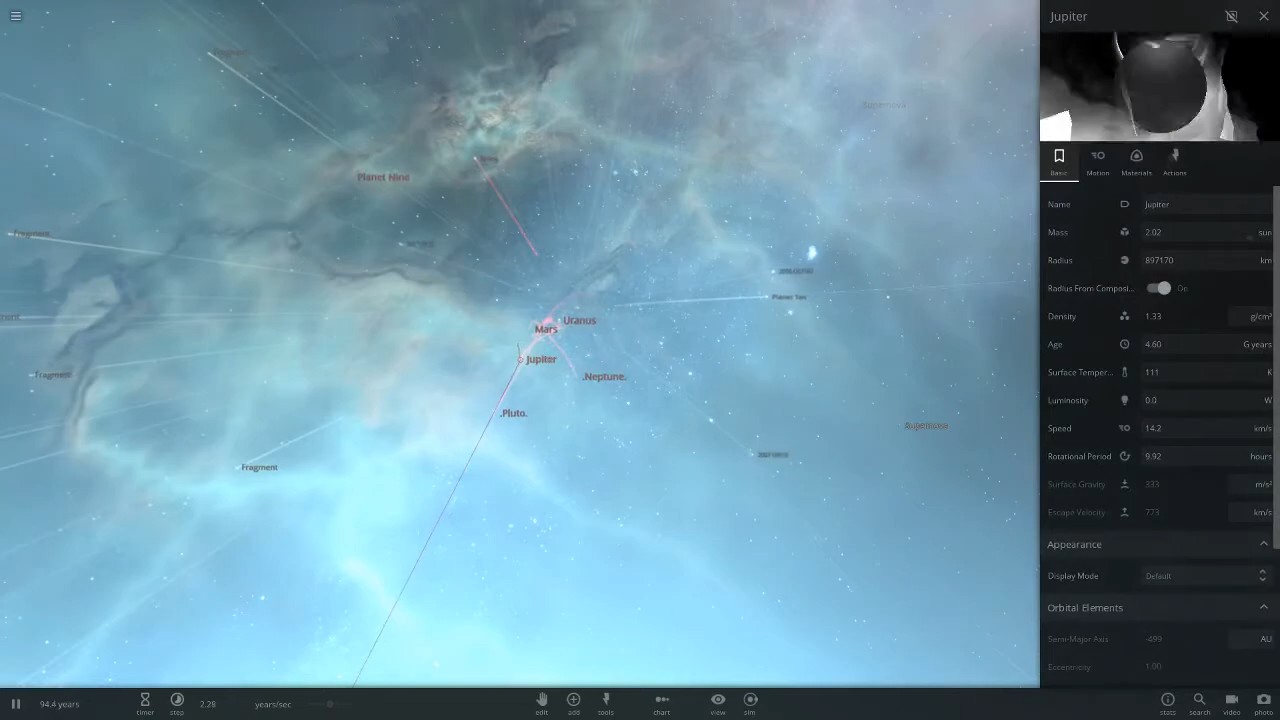 Jupiter
Supernova
Planet Nine
Fragment
Planet Ten
Uranus
Mars
Jupiter
.Neptune.
Fragment
.Pluto.
Supernova
Fragment
Basic
Motion
Materials
Actions
Name Jupiter
Mass 2.02 sun
Radius 897170 km
Radius From Composi... On
Density 1.33 g/cm³
Age 4.60 G years
Surface Temper... 111 K
Luminosity 0.0 W
Speed 14.2 km/s
Rotational Period 9.92 hours
Surface Gravity 333 m/s²
Escape Velocity 773 km/s
Appearance
Display Mode Default
Orbital Elements
Semi-Major Axis -499 AU
Eccentricity 1.00
94.4 years
timer
step
2.28 years/sec
edit
add
tools
chart
view
sim
stats
search
video
photo